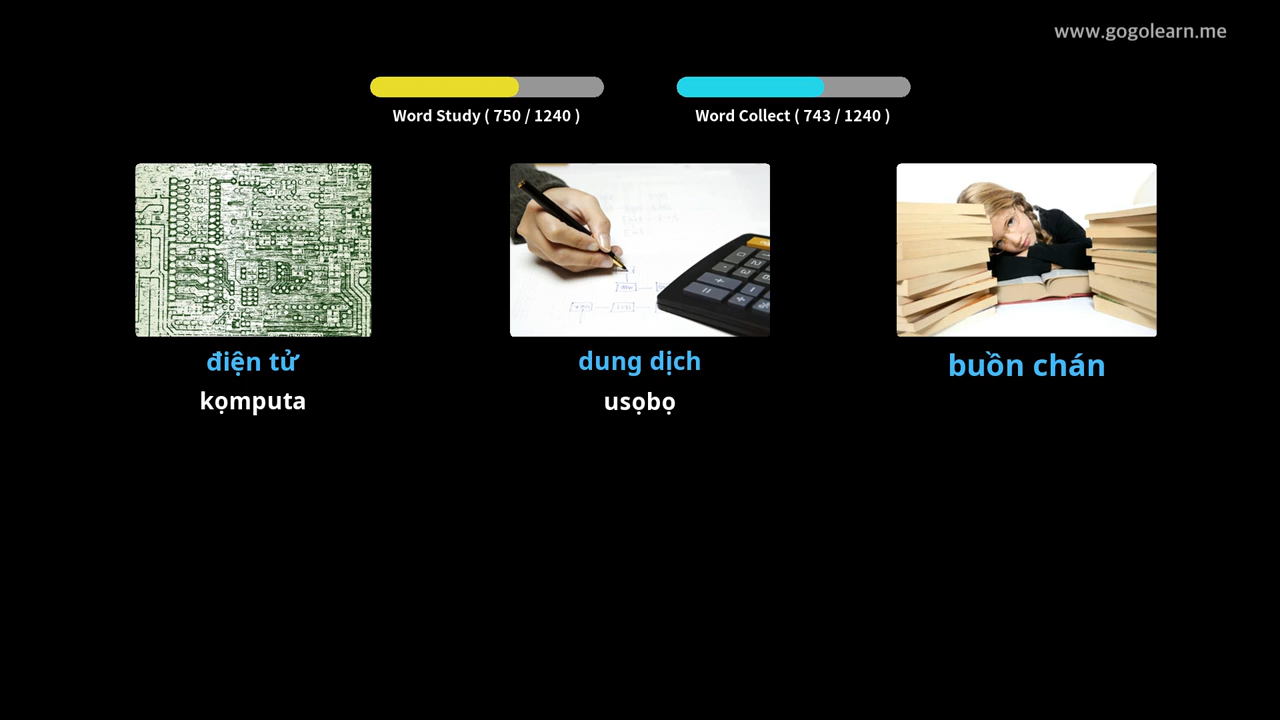 www.gogolearn.me
Word Study ( 750 / 1240 )
Word Collect ( 743 / 1240 )
điện tử
dung dịch
buồn chán
kọmputa
usọbọ